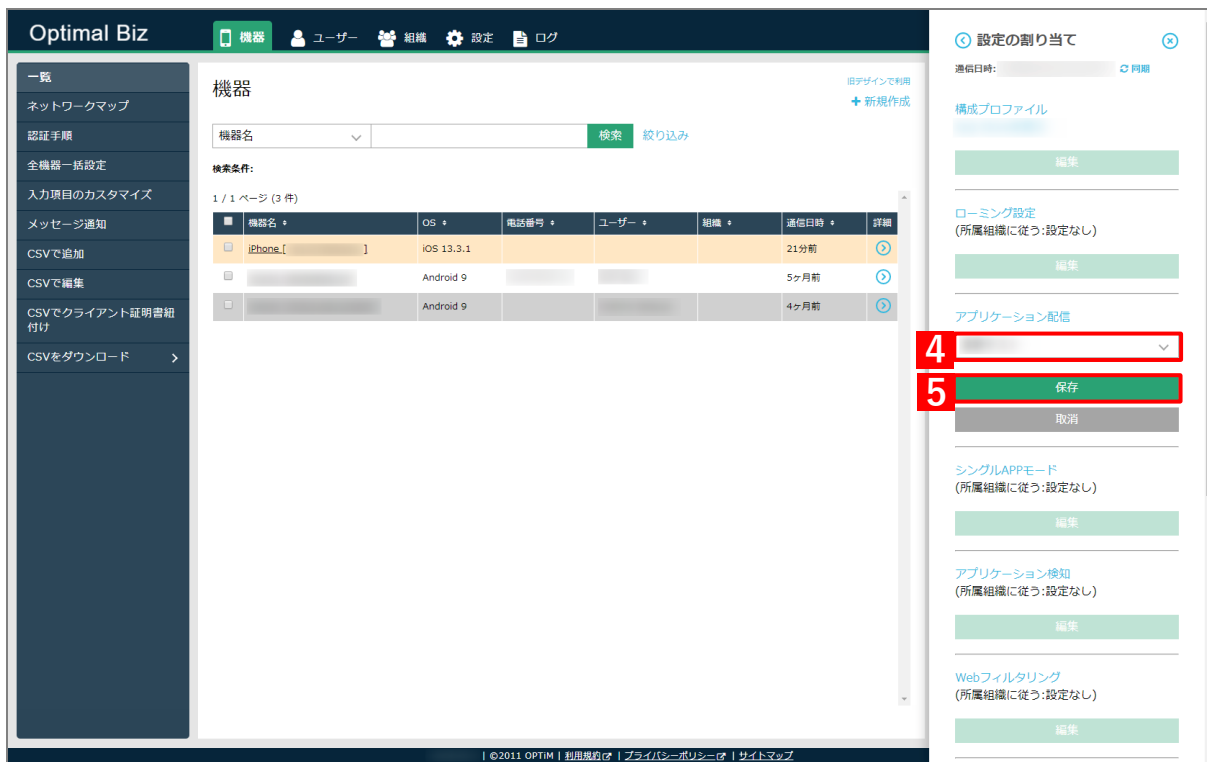 Optimal Biz
機器
ユーザー
組織
設定
ログ
一覧
ネットワークマップ
認証手順
全機器一括設定
入力項目のカスタマイズ
メッセージ通知
CSVで追加
CSVで編集
CSVでクライアント証明書紐
付け
CSVをダウンロード
機器
旧デザインで利用
+ 新規作成
機器名
検索
絞り込み
検索条件:
1 / 1 ページ (3 件)
機器名 OS 電話番号 ユーザー 組織 通信日時 詳細
iPhone [ ] iOS 13.3.1 21分前
Android 9 5ヶ月前
Android 9 4ヶ月前
| ©2011 OPTiM | 利用規約 | プライバシーポリシー | サイトマップ
設定の割り当て
通信日時: 同期
構成プロファイル
編集
ローミング設定
(所属組織に従う:設定なし)
編集
アプリケーション配信
4
5
保存
取消
シングルAPPモード
(所属組織に従う:設定なし)
編集
アプリケーション検知
(所属組織に従う:設定なし)
編集
Webフィルタリング
(所属組織に従う:設定なし)
編集